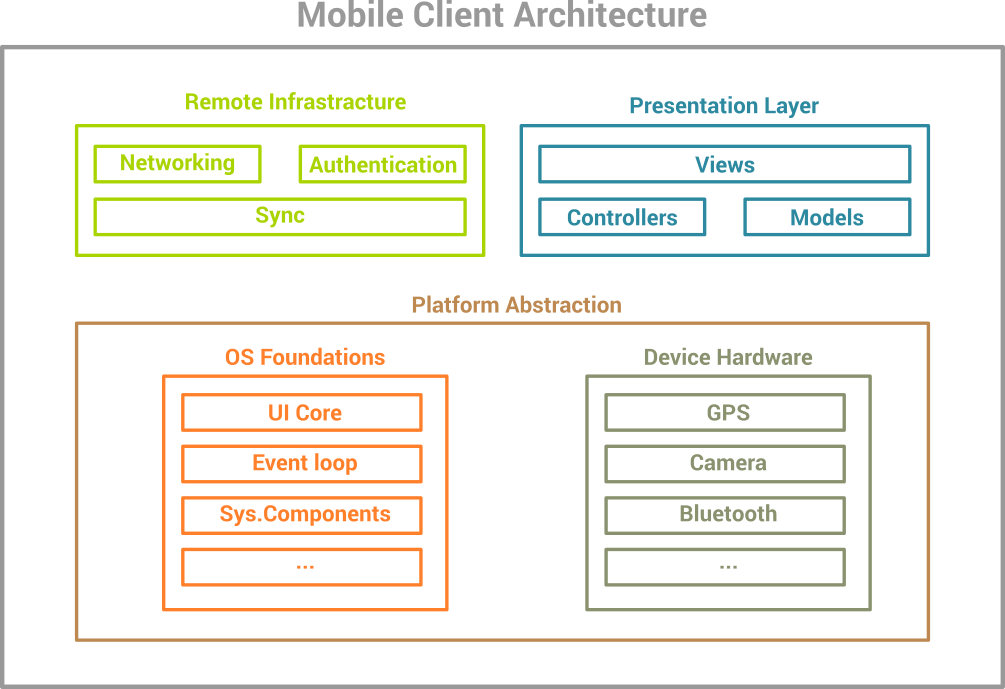 Mobile Client Architecture
Remote Infrastracture
Networking
Authentication
Sync
Presentation Layer
Views
Controllers
Models
Platform Abstraction
OS Foundations
UI Core
Event loop
Sys.Components
...
Device Hardware
GPS
Camera
Bluetooth
...